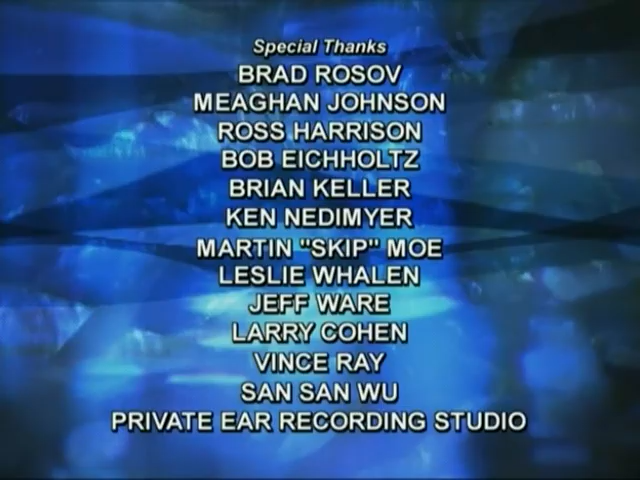 Special Thanks
BRAD ROSOV
MEAGHAN JOHNSON
ROSS HARRISON
BOB EICHHOLTZ
BRIAN KELLER
KEN NEDIMYER
MARTIN "SKIP" MOE
LESLIE WHALEN
JEFF WARE
LARRY COHEN
VINCE RAY
SAN SAN WU
PRIVATE EAR RECORDING STUDIO